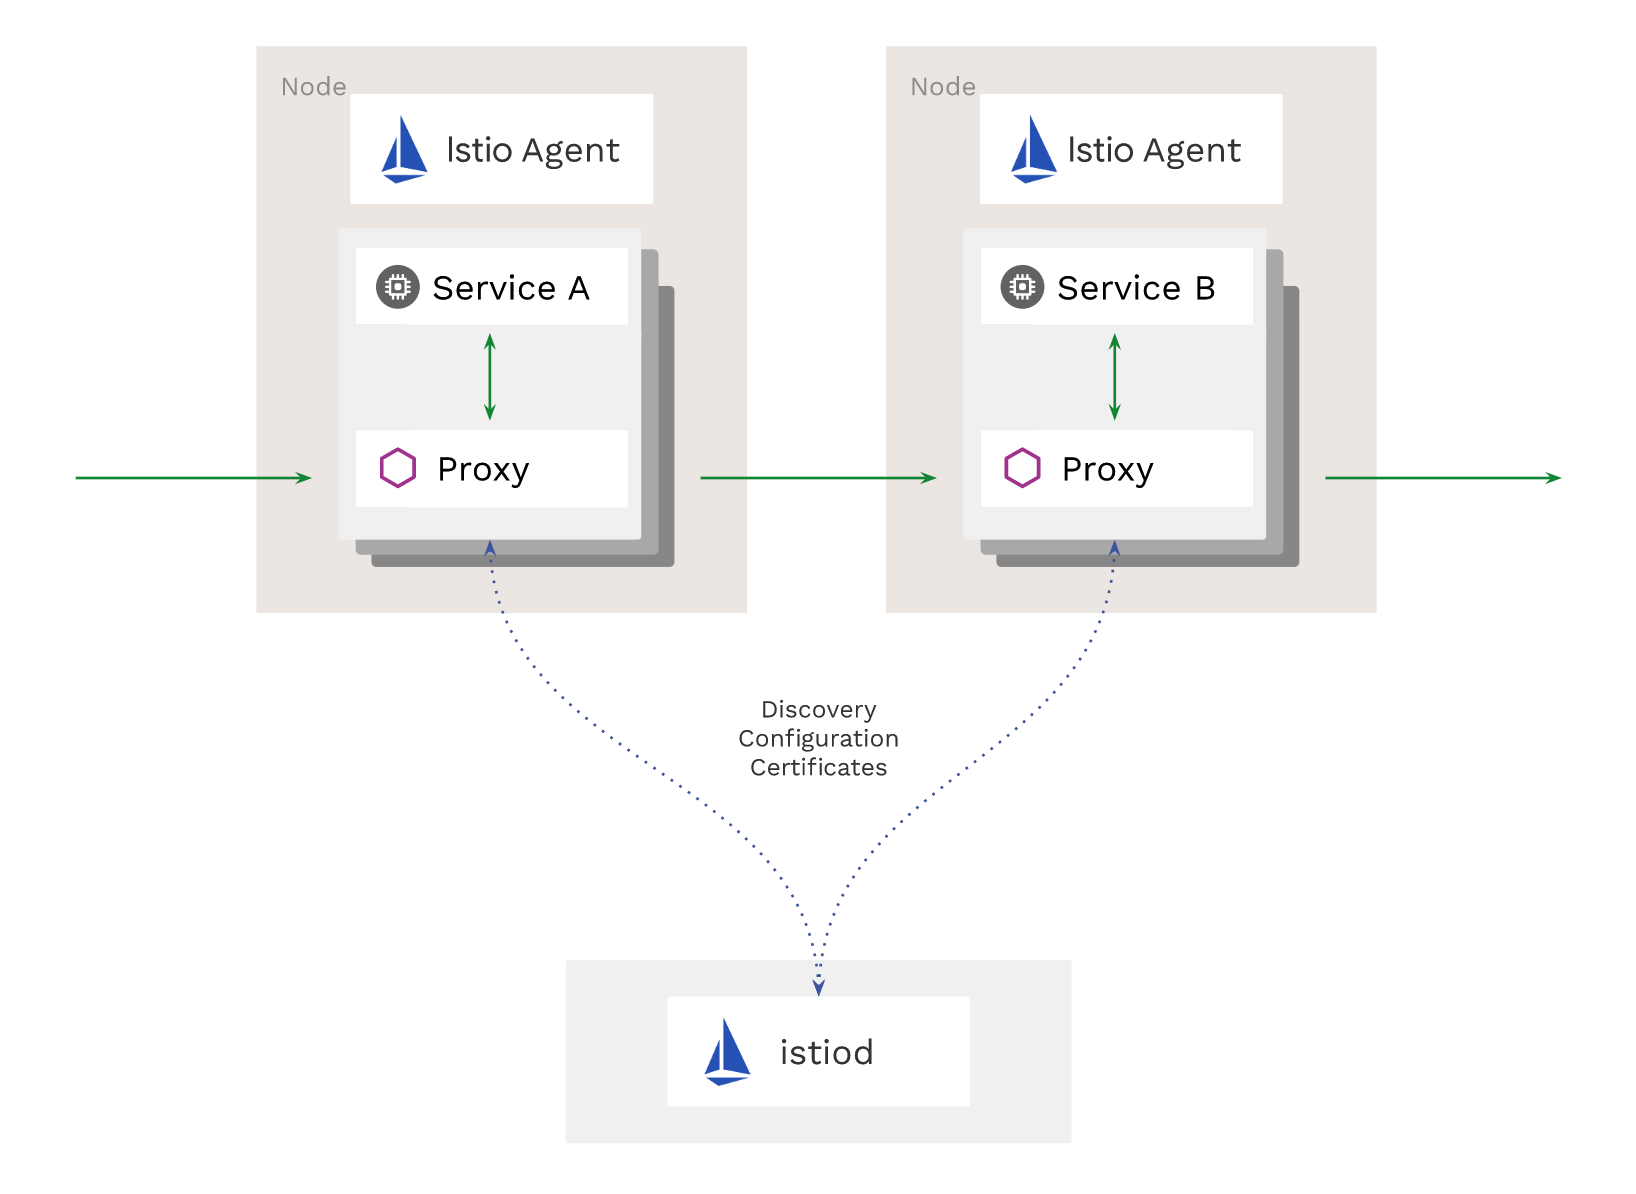 Node
Istio Agent
Service A
Proxy
Node
Istio Agent
Service B
Proxy
Discovery
Configuration
Certificates
istiod